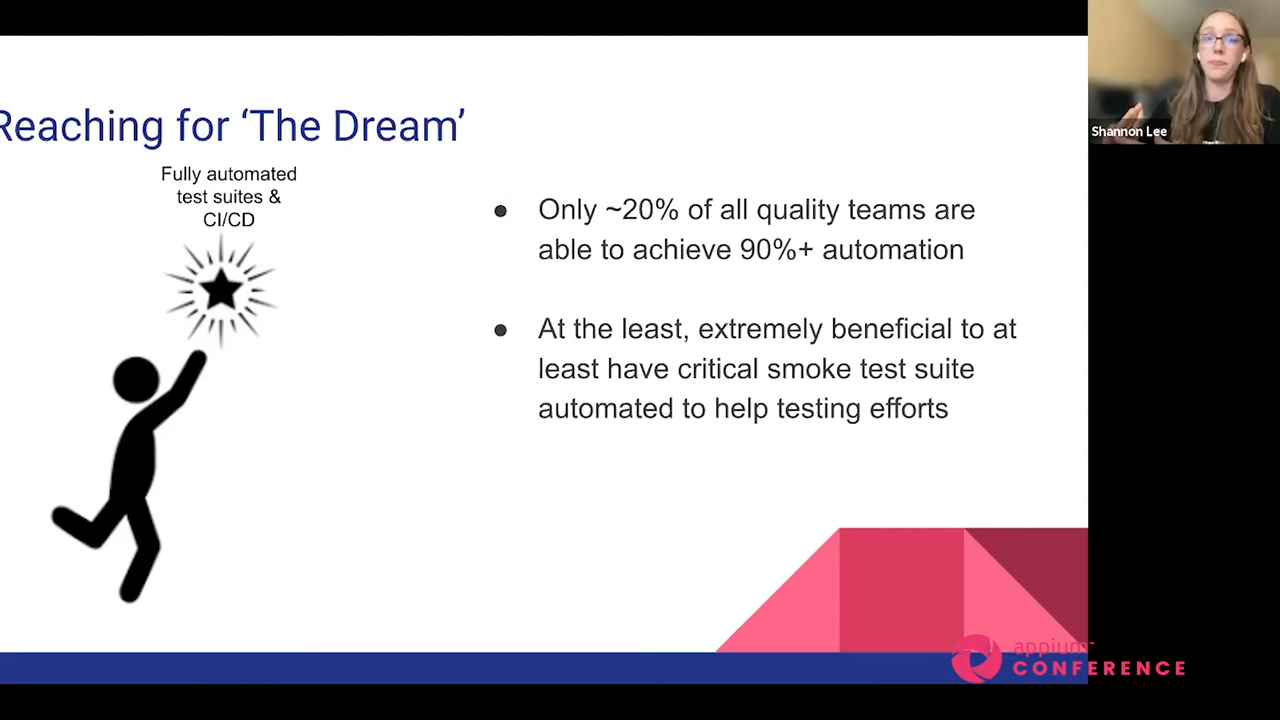 Reaching for ‘The Dream’
Fully automated
test suites &
CI/CD
● Only ~20% of all quality teams are
able to achieve 90%+ automation
● At the least, extremely beneficial to at
least have critical smoke test suite
automated to help testing efforts
Shannon Lee
appium™
CONFERENCE